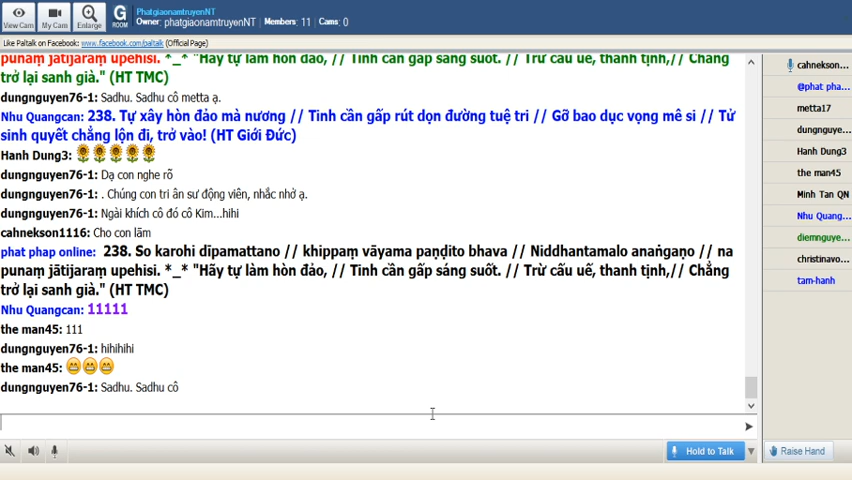 PhatgiaonamtruyenNT
Owner: phatgiaonamtruyenNT Members: 11 Cams: 0
View Cam My Cam Enlarge G ROOM
Like Paltalk on Facebook: www.facebook.com/paltalk (Official Page)
punaṃ jātijaraṃ upehisi. *_* "Hãy tự làm hòn đảo, // Tinh cần gấp sáng suốt. // Trừ cấu uế, thanh tịnh,// Chẳng
trở lại sanh già." (HT TMC)
dungnguyen76-1: Sadhu. Sadhu cô metta ạ.
Nhu Quangcan: 238. Tự xây hòn đảo mà nương // Tinh cần gấp rút dọn đường tuệ tri // Gỡ bao dục vọng mê si // Tử
sinh quyết chẳng lộn đi, trở vào! (HT Giới Đức)
Hanh Dung3:
dungnguyen76-1: Dạ con nghe rõ
dungnguyen76-1: . Chúng con tri ân sư động viên, nhắc nhở ạ.
dungnguyen76-1: Ngài khích cô đó cô Kim...hihi
cahnekson1116: Cho con lãm
phat phap online: 238. So karohi dīpamattano // khippaṃ vāyama paṇḍito bhava // Niddhantamalo anaṅgaṇo // na
punaṃ jātijaraṃ upehisi. *_* "Hãy tự làm hòn đảo, // Tinh cần gấp sáng suốt. // Trừ cấu uế, thanh tịnh,// Chẳng
trở lại sanh già." (HT TMC)
Nhu Quangcan: 11111
the man45: 111
dungnguyen76-1: hihihihi
the man45:
dungnguyen76-1: Sadhu. Sadhu cô
Hold to Talk
cahnekson...
@phat pha...
metta17
dungnguye...
Hanh Dung3
the man45
Minh Tan QN
Nhu Quang...
diemnguye...
christinavo...
tam-hanh
Raise Hand